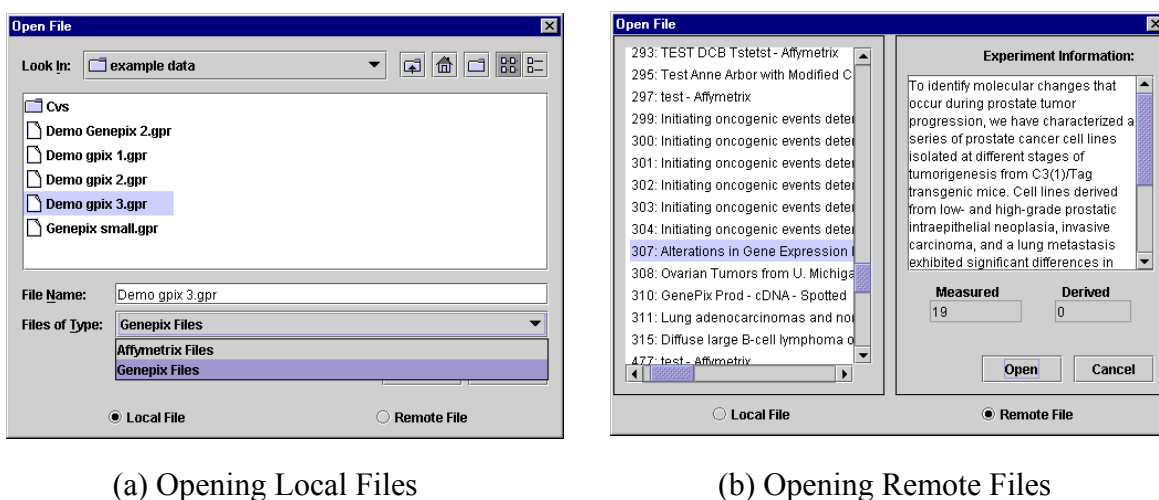 Open File
Look In:
example data
Cvs
Demo Genepix 2.gpr
Demo gpix 1.gpr
Demo gpix 2.gpr
Demo gpix 3.gpr
Genepix small.gpr
File Name:
Demo gpix 3.gpr
Files of Type:
Genepix Files
Affymetrix Files
Genepix Files
Local File
Remote File
(a) Opening Local Files
Open File
293: TEST DCB Tstetst - Affymetrix
295: Test Anne Arbor with Modified C
297: test - Affymetrix
299: Initiating oncogenic events deter
300: Initiating oncogenic events deter
301: Initiating oncogenic events deter
302: Initiating oncogenic events deter
303: Initiating oncogenic events deter
304: Initiating oncogenic events deter
307: Alterations in Gene Expression
308: Ovarian Tumors from U. Michiga
310: GenePix Prod - cDNA - Spotted
311: Lung adenocarcinomas and nor
315: Diffuse large B-cell lymphoma o
477: test - Affymetrix
Experiment Information:
To identify molecular changes that
occur during prostate tumor
progression, we have characterized a
series of prostate cancer cell lines
isolated at different stages of
tumorigenesis from C3(1)/Tag
transgenic mice. Cell lines derived
from low- and high-grade prostatic
intraepithelial neoplasia, invasive
carcinoma, and a lung metastasis
exhibited significant differences in
Measured
Derived
19
0
Open
Cancel
Local File
Remote File
(b) Opening Remote Files